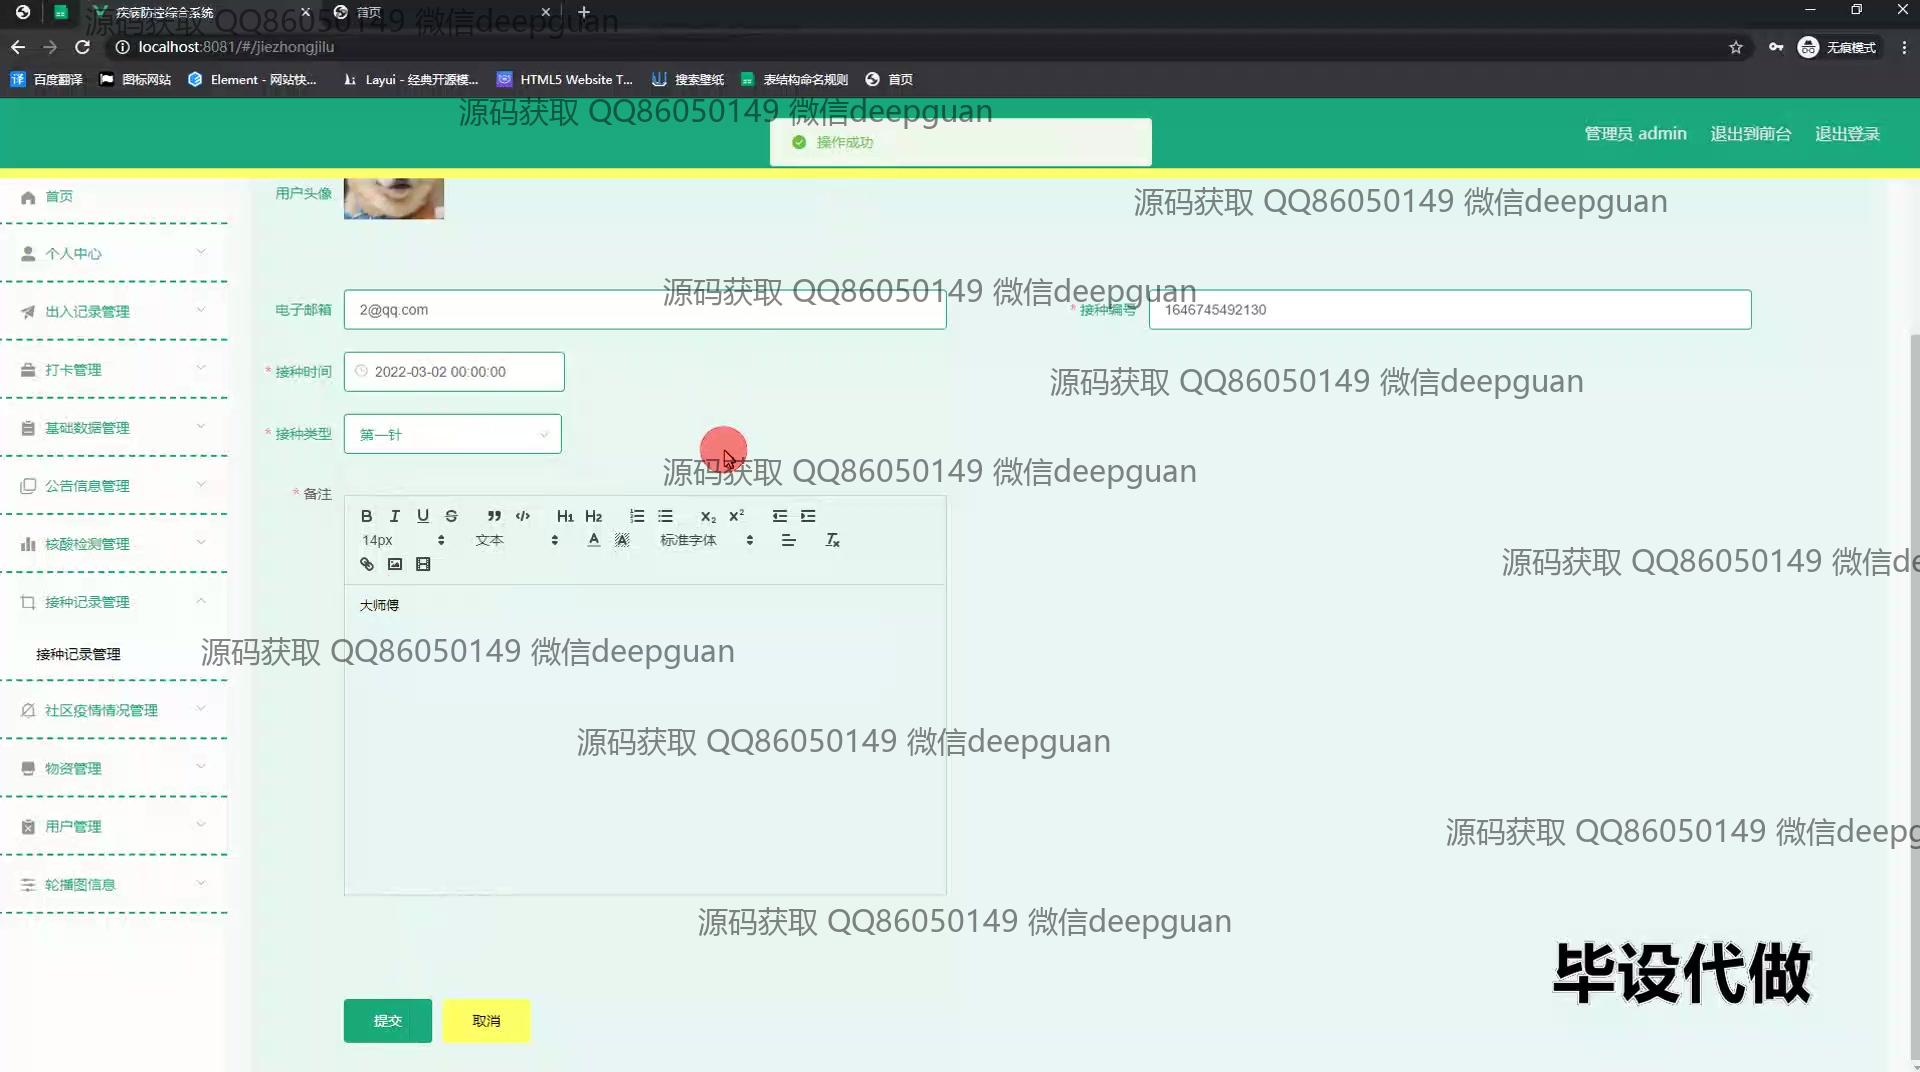 疾病防控综合系统
首页
源码获取 QQ86050149 微信deepguan
localhost:8081/#/jiezhongjilu
无痕模式
百度翻译
图标网站
Element - 网站快...
Layui - 经典开源模...
HTML5 Website T...
搜索壁纸
表结构命名规则
首页
源码获取 QQ86050149 微信deepguan
操作成功
管理员 admin
退出到前台
退出登录
首页
用户头像
源码获取 QQ86050149 微信deepguan
个人中心
源码获取 QQ86050149 微信deepguan
出入记录管理
电子邮箱
2@qq.com
* 接种编号
1646745492130
打卡管理
* 接种时间
2022-03-02 00:00:00
源码获取 QQ86050149 微信deepguan
基础数据管理
* 接种类型
第一针
源码获取 QQ86050149 微信deepguan
公告信息管理
* 备注
B I U S H1 H2 X2 X2
14px
文本
A A
标准字体
核酸检测管理
源码获取 QQ86050149 微信de
接种记录管理
大师傅
接种记录管理
源码获取 QQ86050149 微信deepguan
社区疫情情况管理
源码获取 QQ86050149 微信deepguan
物资管理
用户管理
源码获取 QQ86050149 微信deepg
轮播图信息
源码获取 QQ86050149 微信deepguan
毕设代做
提交
取消